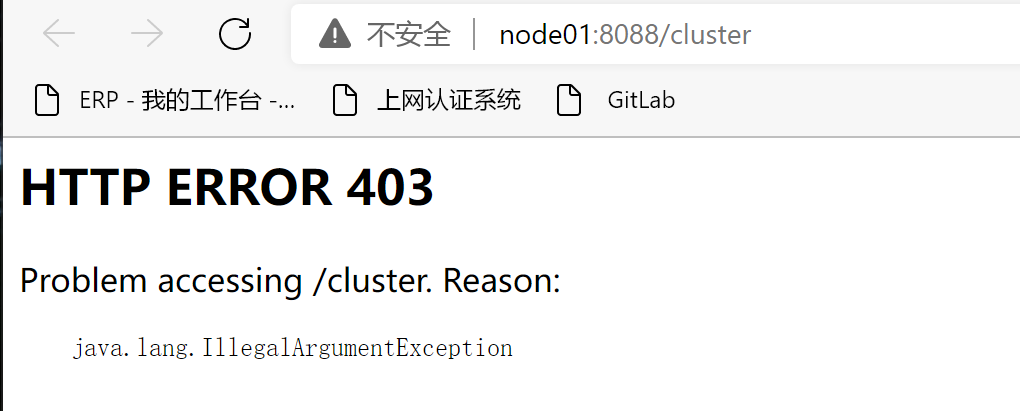 不安全 node01:8088/cluster
ERP - 我的工作台 -... 上网认证系统 GitLab
HTTP ERROR 403
Problem accessing /cluster. Reason:
java.lang.IllegalArgumentException